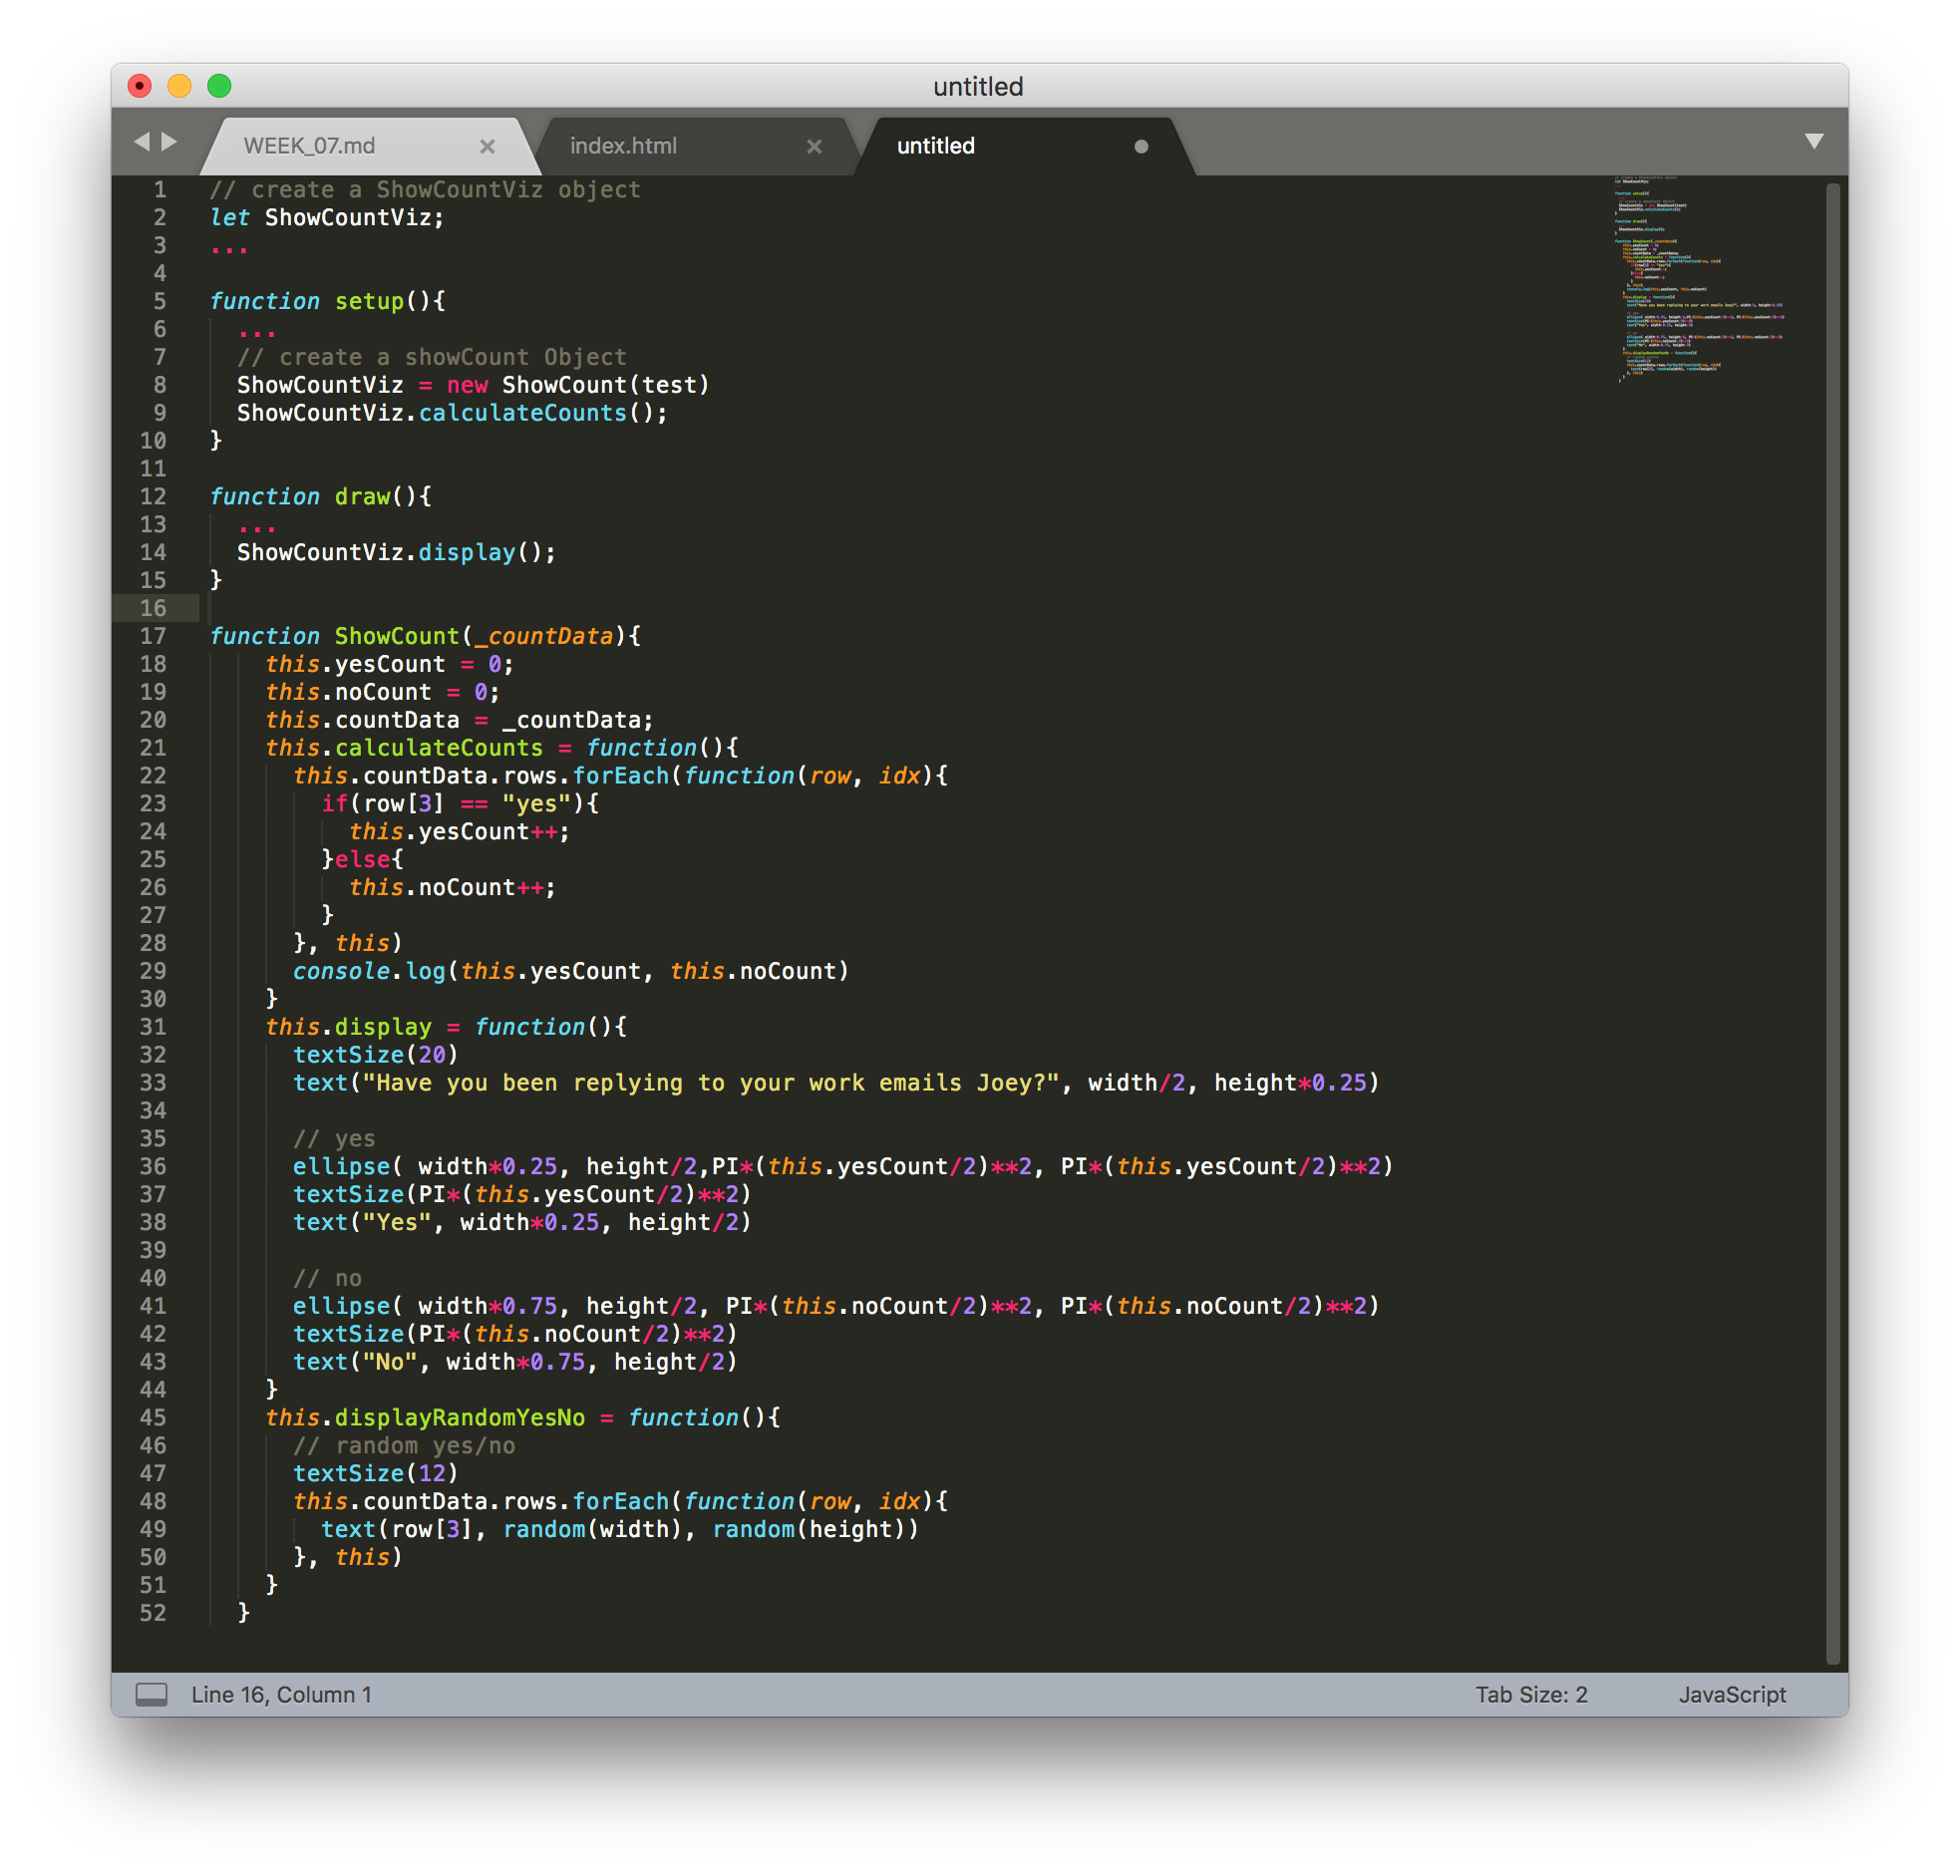 untitled
WEEK_07.md × index.html × untitled
1 // create a ShowCountViz object
2 let ShowCountViz;
3 ...
4
5 function setup(){
6   ...
7   // create a showCount Object
8   ShowCountViz = new ShowCount(test)
9   ShowCountViz.calculateCounts();
10 }
11
12 function draw(){
13   ...
14   ShowCountViz.display();
15 }
16
17 function ShowCount(_countData){
18     this.yesCount = 0;
19     this.noCount = 0;
20     this.countData = _countData;
21     this.calculateCounts = function(){
22       this.countData.rows.forEach(function(row, idx){
23         if(row[3] == "yes"){
24           this.yesCount++;
25         }else{
26           this.noCount++;
27         }
28       }, this)
29       console.log(this.yesCount, this.noCount)
30     }
31     this.display = function(){
32       textSize(20)
33       text("Have you been replying to your work emails Joey?", width/2, height*0.25)
34
35       // yes
36       ellipse( width*0.25, height/2,PI*(this.yesCount/2)**2, PI*(this.yesCount/2)**2)
37       textSize(PI*(this.yesCount/2)**2)
38       text("Yes", width*0.25, height/2)
39
40       // no
41       ellipse( width*0.75, height/2, PI*(this.noCount/2)**2, PI*(this.noCount/2)**2)
42       textSize(PI*(this.noCount/2)**2)
43       text("No", width*0.75, height/2)
44     }
45     this.displayRandomYesNo = function(){
46       // random yes/no
47       textSize(12)
48       this.countData.rows.forEach(function(row, idx){
49         text(row[3], random(width), random(height))
50       }, this)
51     }
52   }
Line 16, Column 1 Tab Size: 2 JavaScript